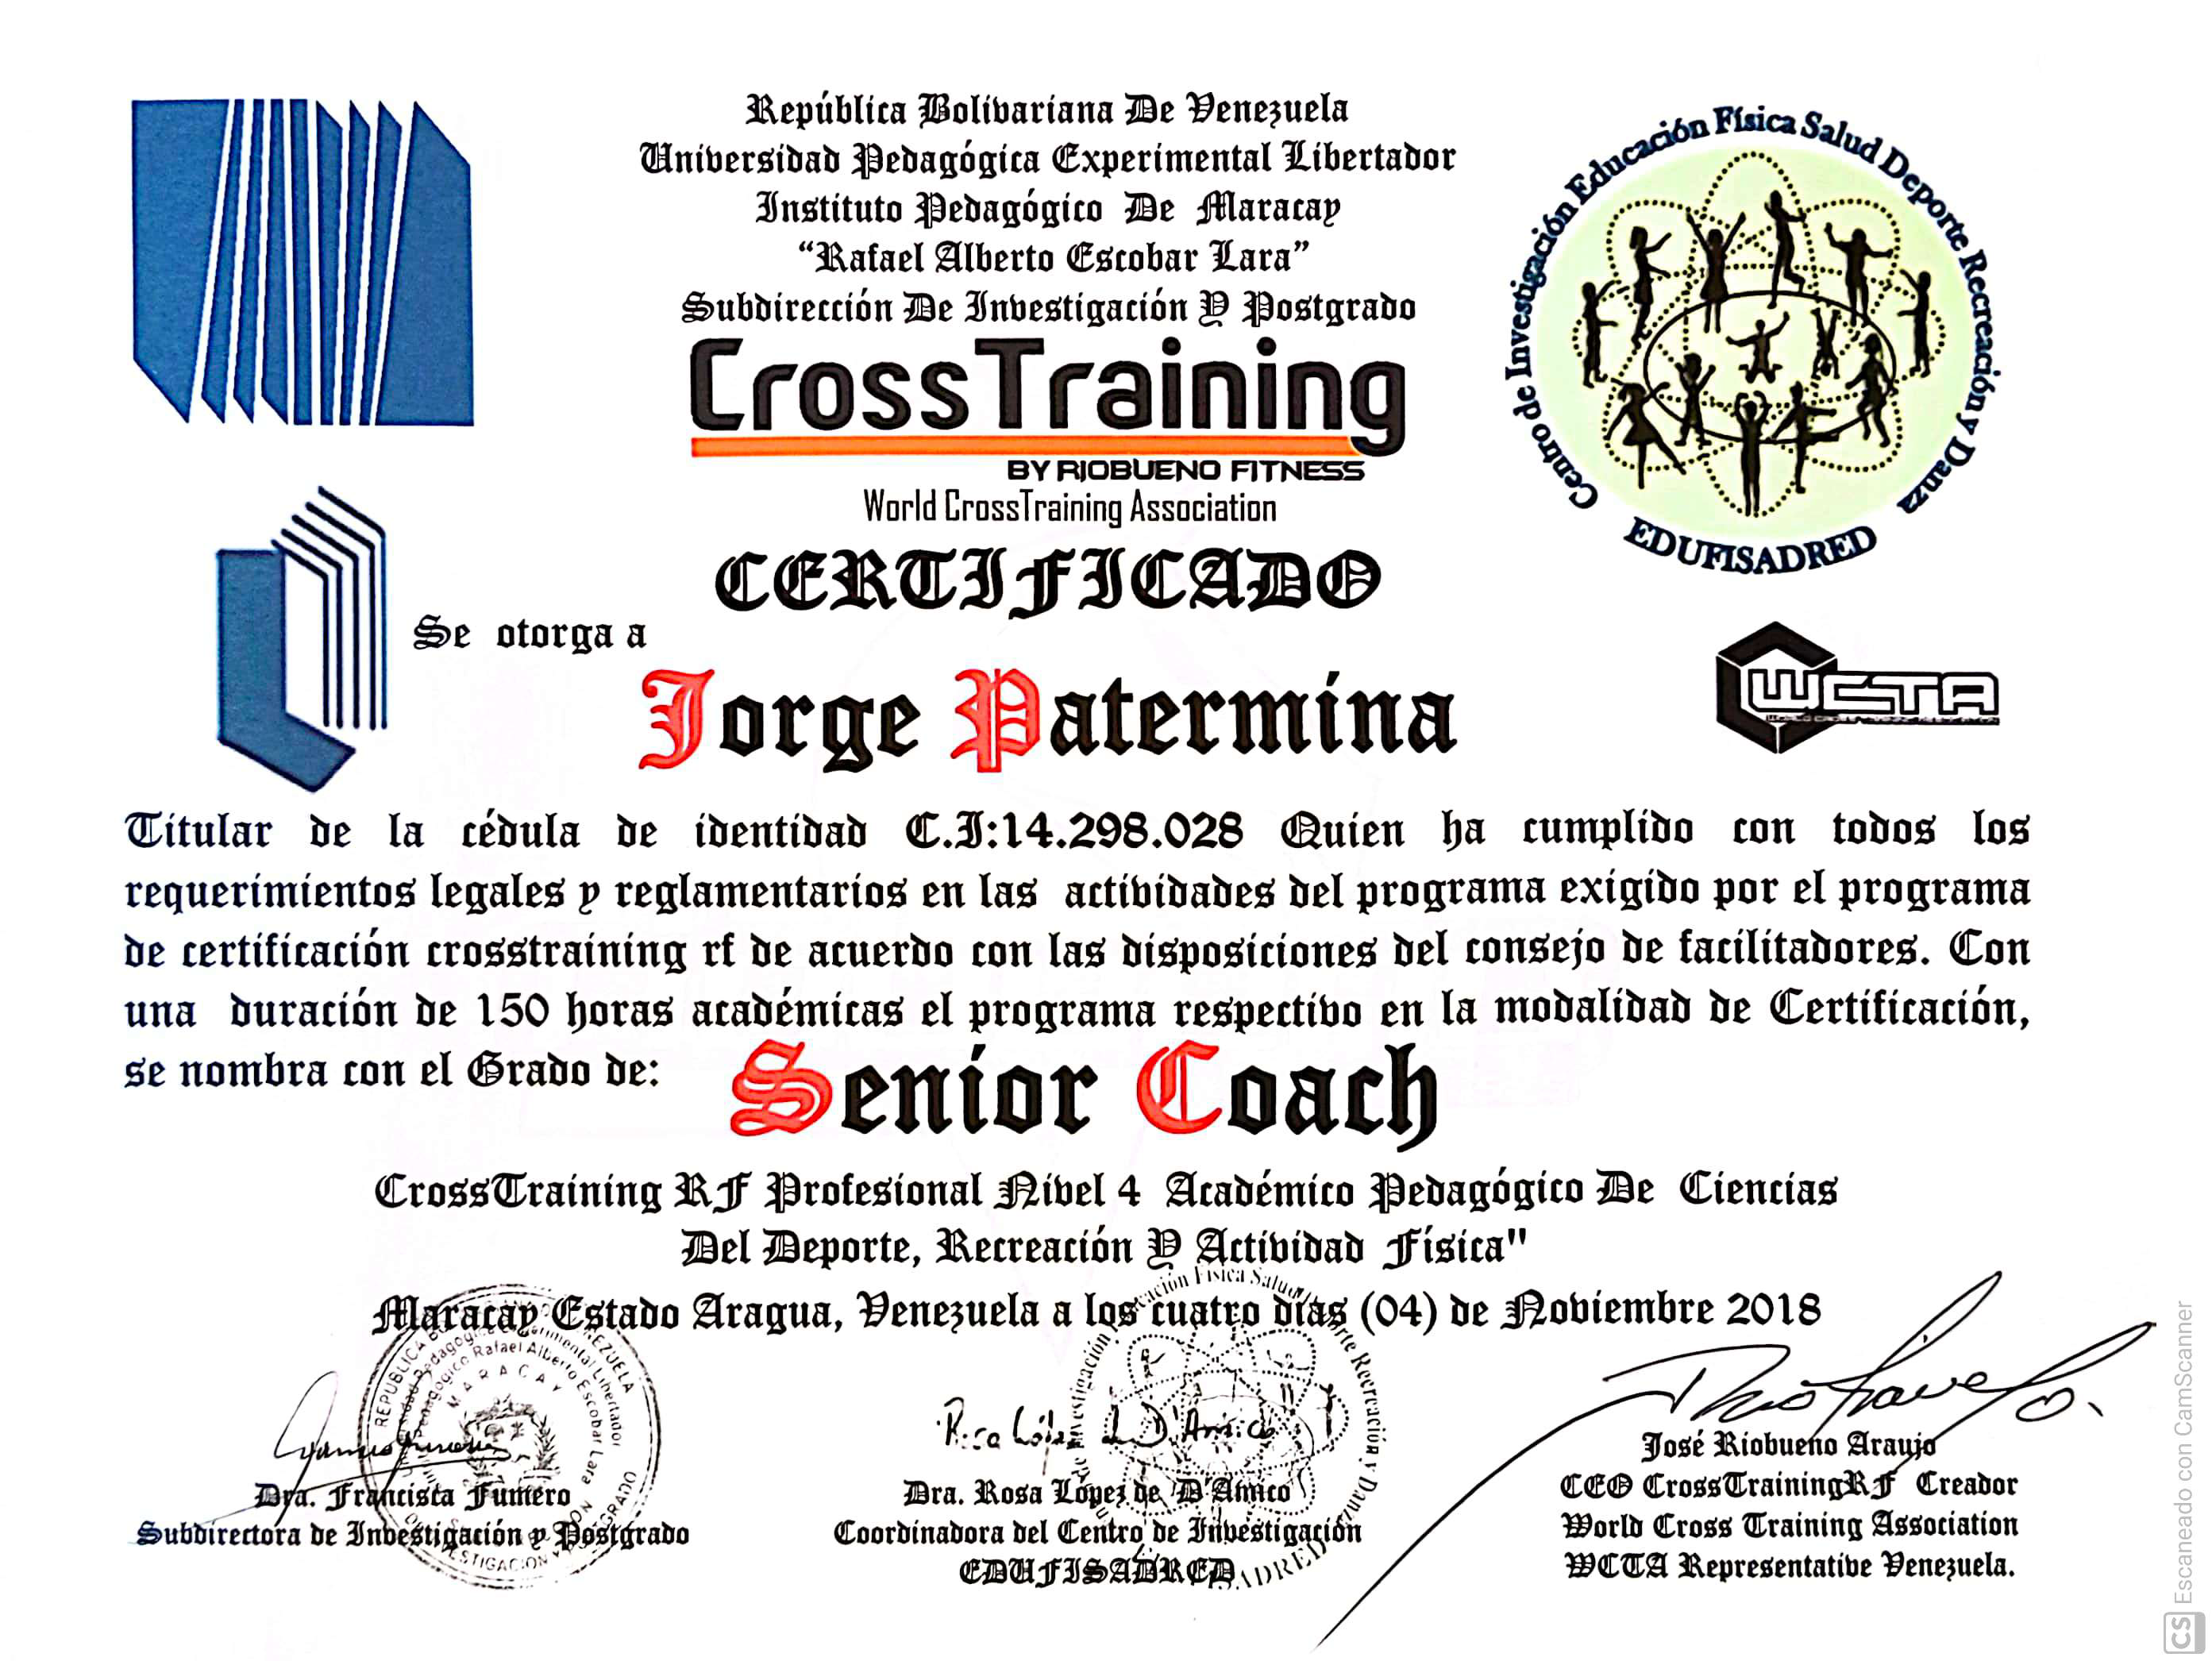 República Bolivariana De Venezuela
Universidad Pedagógica Experimental Libertador
Instituto Pedagógico De Maracay
“Rafael Alberto Escobar Lara”
Subdirección De Investigación Y Postgrado
CrossTraining
BY RIOBUENO FITNESS
World CrossTraining Association
Centro de Investigación Educación Física Salud Deporte Recreación y Danza
EDUFISADRED
CERTIFICADO
Se otorga a
Jorge Patermina
WCTA
Titular de la cédula de identidad C.I:14.298.028 Quien ha cumplido con todos los
requerimientos legales y reglamentarios en las actividades del programa exigido por el programa
de certificación crosstraining rf de acuerdo con las disposiciones del consejo de facilitadores. Con
una duración de 150 horas académicas el programa respectivo en la modalidad de Certificación,
se nombra con el Grado de:
Senior Coach
CrossTraining RF Profesional Nivel 4 Académico Pedagógico De Ciencias
Del Deporte, Recreación Y Actividad Física"
Maracay Estado Aragua, Venezuela a los cuatro días (04) de Noviembre 2018
Dra. Francisca Fumero
Subdirectora de Investigación y Postgrado
Dra. Rosa López de D'Amico
Coordinadora del Centro de Investigación
EDUFISADRED
José Riobueno Araujo
CEO CrossTrainingRF Creador
World Cross Training Association
WCTA Representative Venezuela.
Rafael Alberto Escobar Lara
MARACAY
CS Escaneado con CamScanner